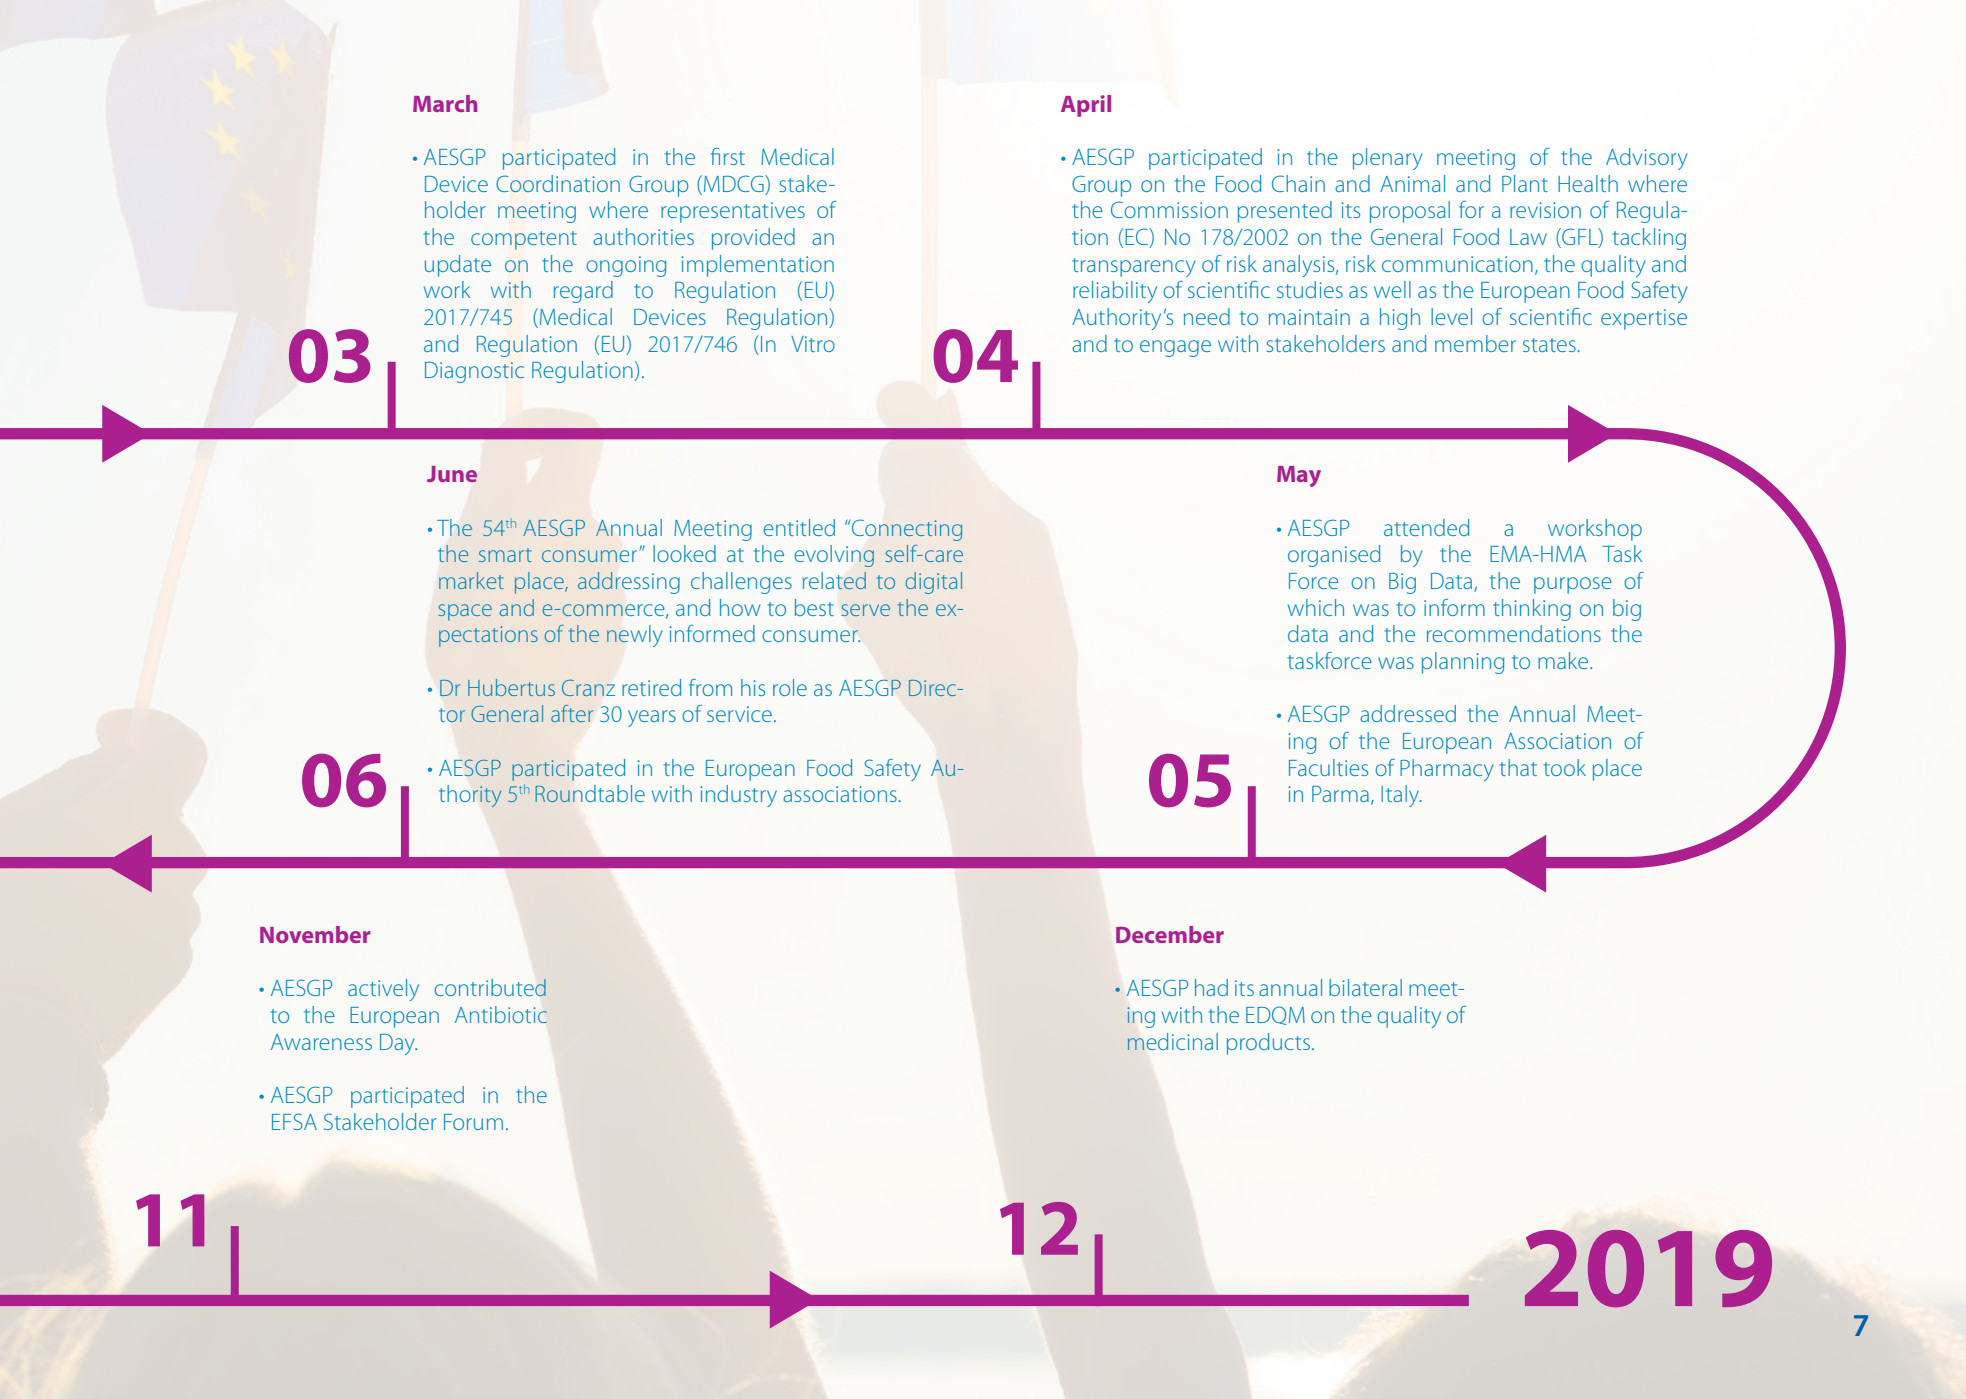 March
• AESGP participated in the first Medical
Device Coordination Group (MDCG) stake-
holder meeting where representatives of
the competent authorities provided an
update on the ongoing implementation
work with regard to Regulation (EU)
2017/745 (Medical Devices Regulation)
and Regulation (EU) 2017/746 (In Vitro
Diagnostic Regulation).
03
April
• AESGP participated in the plenary meeting of the Advisory
Group on the Food Chain and Animal and Plant Health where
the Commission presented its proposal for a revision of Regula-
tion (EC) No 178/2002 on the General Food Law (GFL) tackling
transparency of risk analysis, risk communication, the quality and
reliability of scientific studies as well as the European Food Safety
Authority’s need to maintain a high level of scientific expertise
and to engage with stakeholders and member states.
04
May
• AESGP attended a workshop
organised by the EMA-HMA Task
Force on Big Data, the purpose of
which was to inform thinking on big
data and the recommendations the
taskforce was planning to make.
• AESGP addressed the Annual Meet-
ing of the European Association of
Faculties of Pharmacy that took place
in Parma, Italy.
05
June
• The 54th AESGP Annual Meeting entitled “Connecting
the smart consumer” looked at the evolving self-care
market place, addressing challenges related to digital
space and e-commerce, and how to best serve the ex-
pectations of the newly informed consumer.
• Dr Hubertus Cranz retired from his role as AESGP Direc-
tor General after 30 years of service.
• AESGP participated in the European Food Safety Au-
thority 5th Roundtable with industry associations.
06
November
• AESGP actively contributed
to the European Antibiotic
Awareness Day.
• AESGP participated in the
EFSA Stakeholder Forum.
11
December
• AESGP had its annual bilateral meet-
ing with the EDQM on the quality of
medicinal products.
12
2019
7